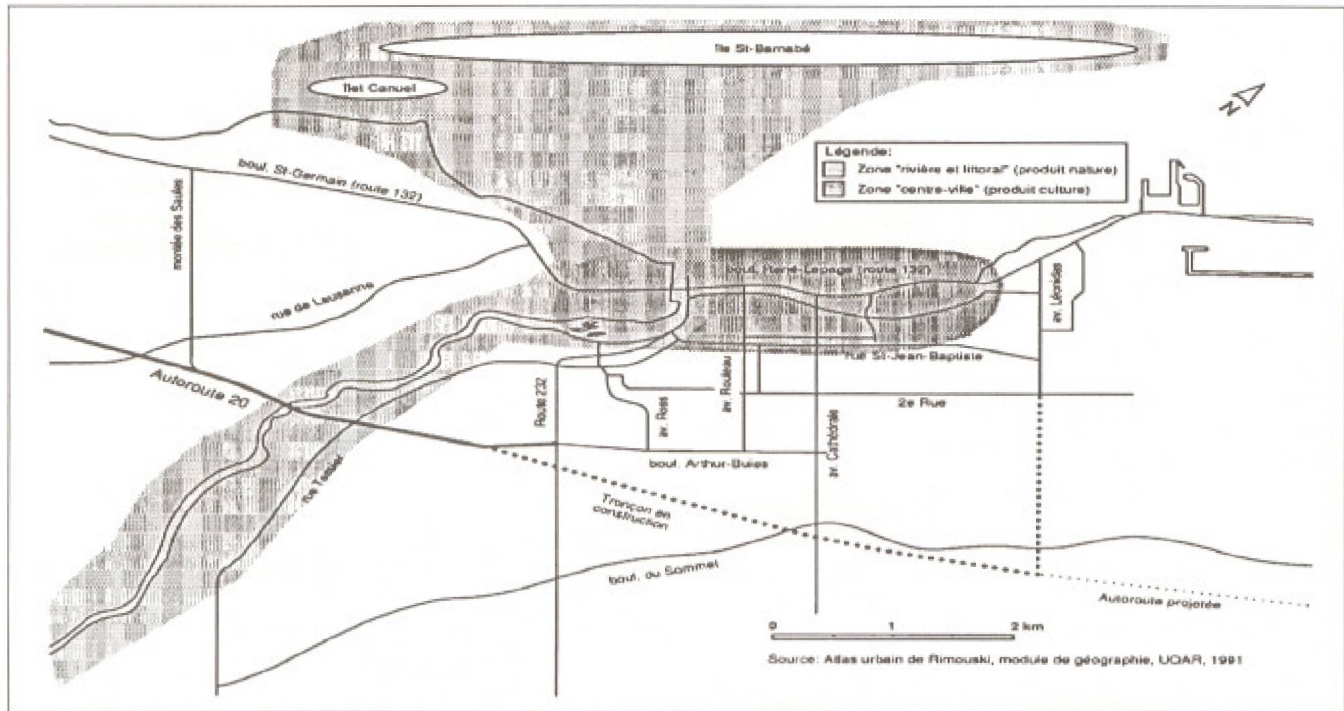 île St-Barnabé
îlet Canuel
N
Légende:
Zone "rivière et littoral" (produit nature)
Zone "centre-ville" (produit culture)
boul. St-Germain (route 132)
montée des Saules
rue de Lausanne
boul. René-Lepage (route 132)
av. Léonidas
rue St-Jean-Baptiste
Autoroute 20
Route 232
av. Ross
av. Rouleau
2e Rue
av. Cathédrale
boul. Arthur-Buies
rue Tessier
Tronçon en
construction
boul. du Sommet
Autoroute projetée
0 1 2 km
Source: Atlas urbain de Rimouski, module de géographie, UQAR, 1991